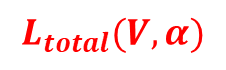 L_total(V, α)